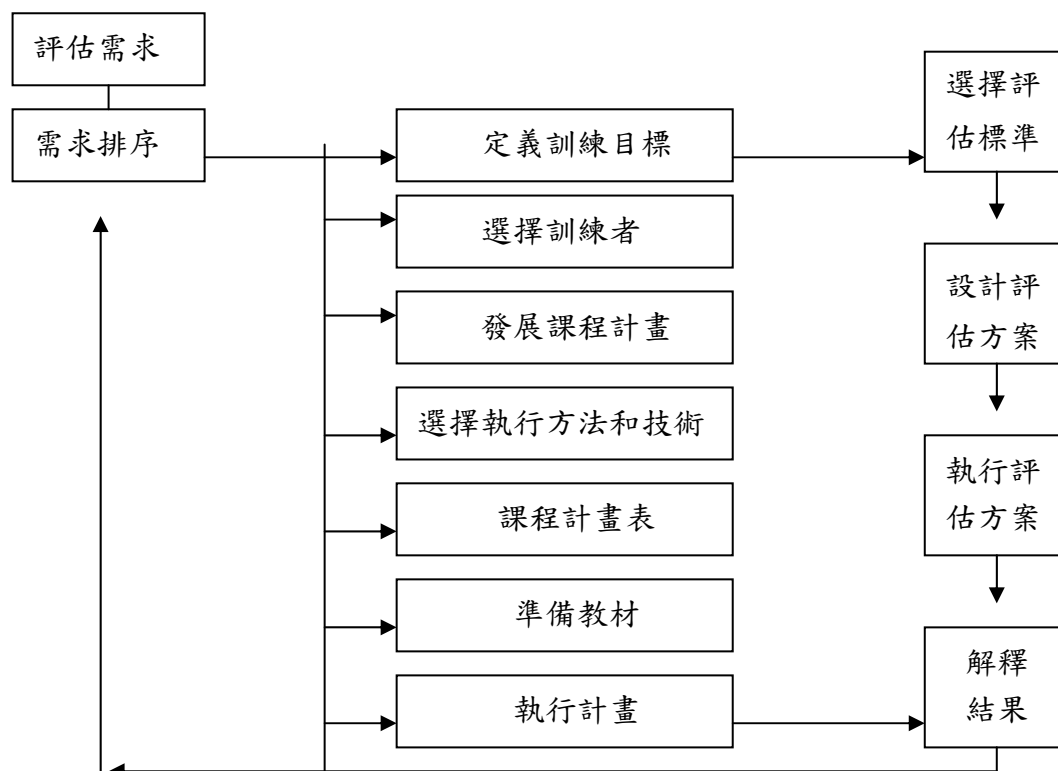 評估需求
需求排序
定義訓練目標
選擇訓練者
發展課程計畫
選擇執行方法和技術
課程計畫表
準備教材
執行計畫
選擇評
估標準
設計評
估方案
執行評
估方案
解釋
結果